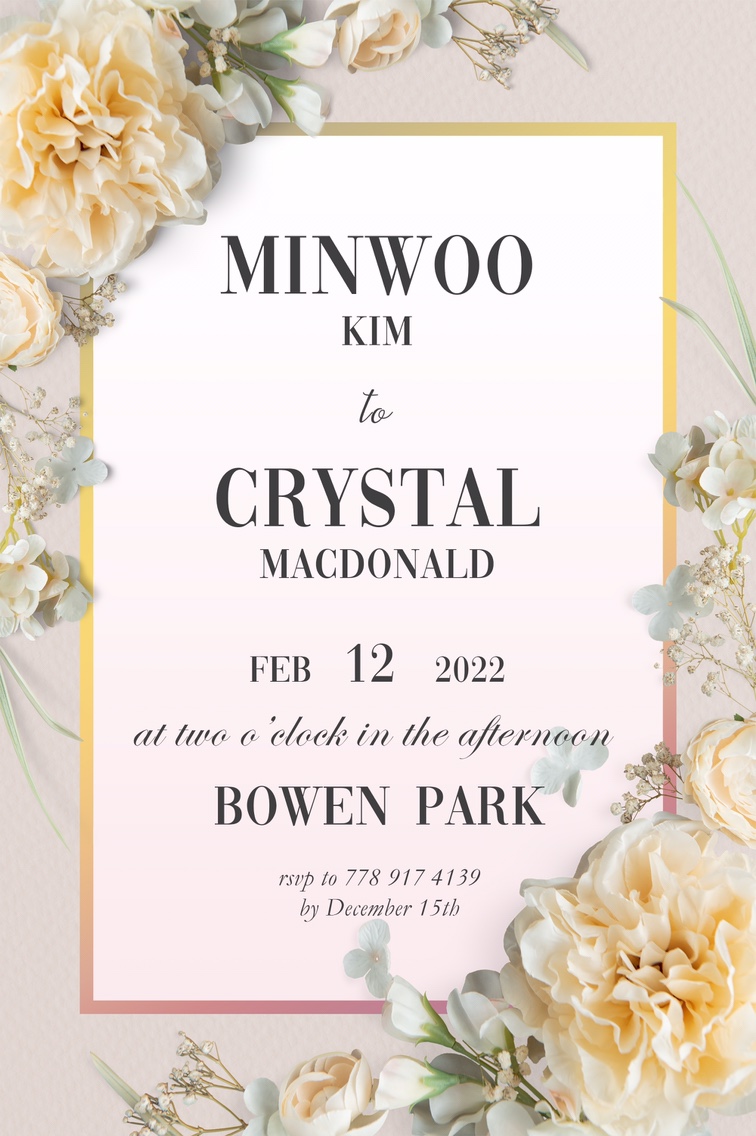 MINWOO
KIM
to
CRYSTAL
MACDONALD
FEB 12 2022
at two o'clock in the afternoon
BOWEN PARK
rsvp to 778 917 4139
by December 15th